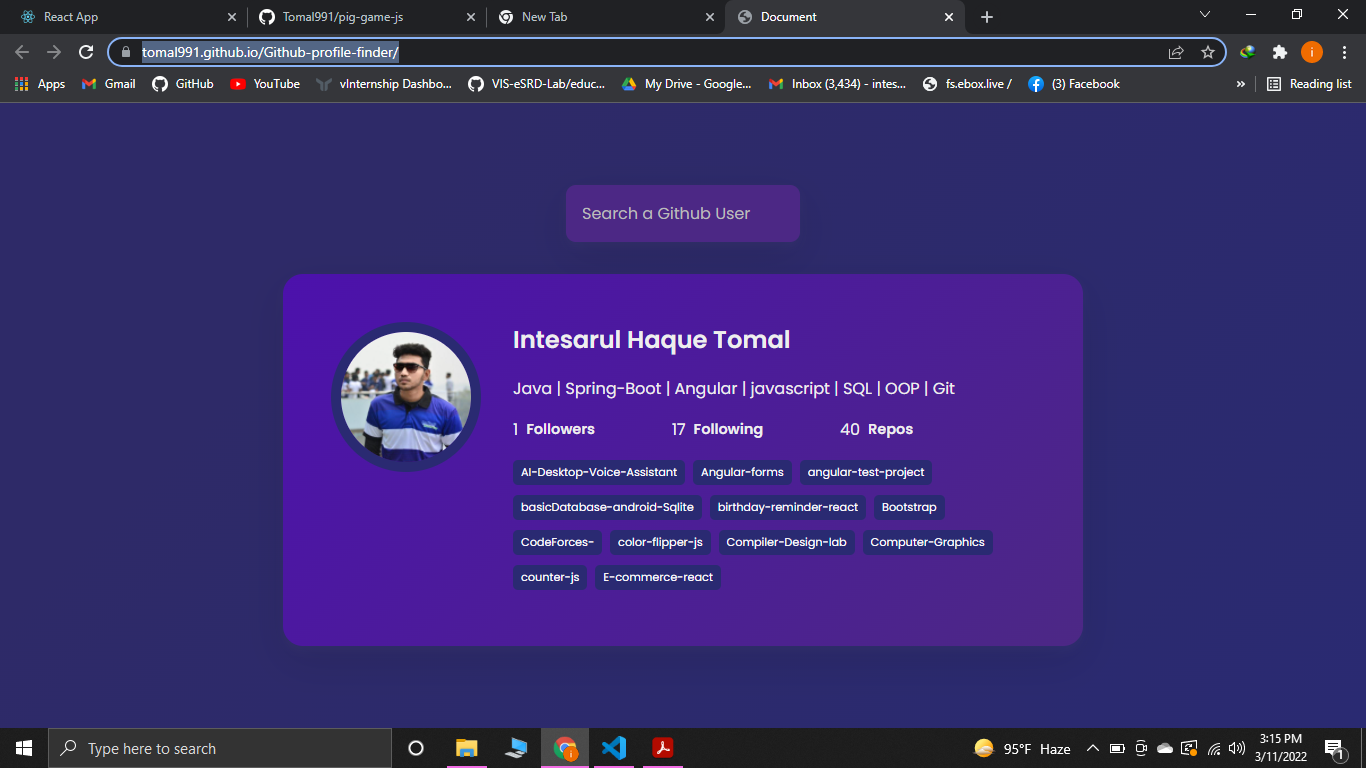 React App
Tomal991/pig-game-js
New Tab
Document
tomal991.github.io/Github-profile-finder/
i
Apps
Gmail
GitHub
YouTube
vInternship Dashbo...
VIS-eSRD-Lab/educ...
My Drive - Google...
Inbox (3,434) - intes...
fs.ebox.live /
(3) Facebook
»
Reading list
Search a Github User
Intesarul Haque Tomal
Java | Spring-Boot | Angular | javascript | SQL | OOP | Git
1 Followers 17 Following 40 Repos
AI-Desktop-Voice-Assistant Angular-forms angular-test-project
basicDatabase-android-Sqlite birthday-reminder-react Bootstrap
CodeForces- color-flipper-js Compiler-Design-lab Computer-Graphics
counter-js E-commerce-react
Type here to search
95°F Haze
3:15 PM
3/11/2022
1